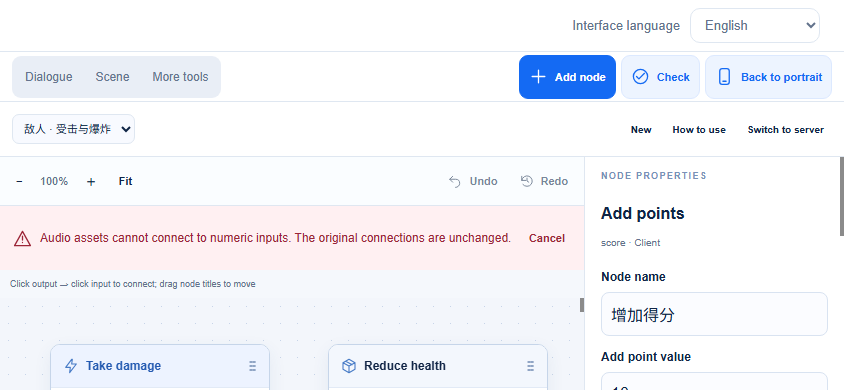 Interface language English
Dialogue Scene More tools Add node Check Back to portrait
敌人 · 受击与爆炸 New How to use Switch to server
− 100% + Fit Undo Redo
Audio assets cannot connect to numeric inputs. The original connections are unchanged. Cancel
Click output → click input to connect; drag node titles to move
Take damage Reduce health
NODE PROPERTIES
Add points
score · Client
Node name
增加得分
Add point value